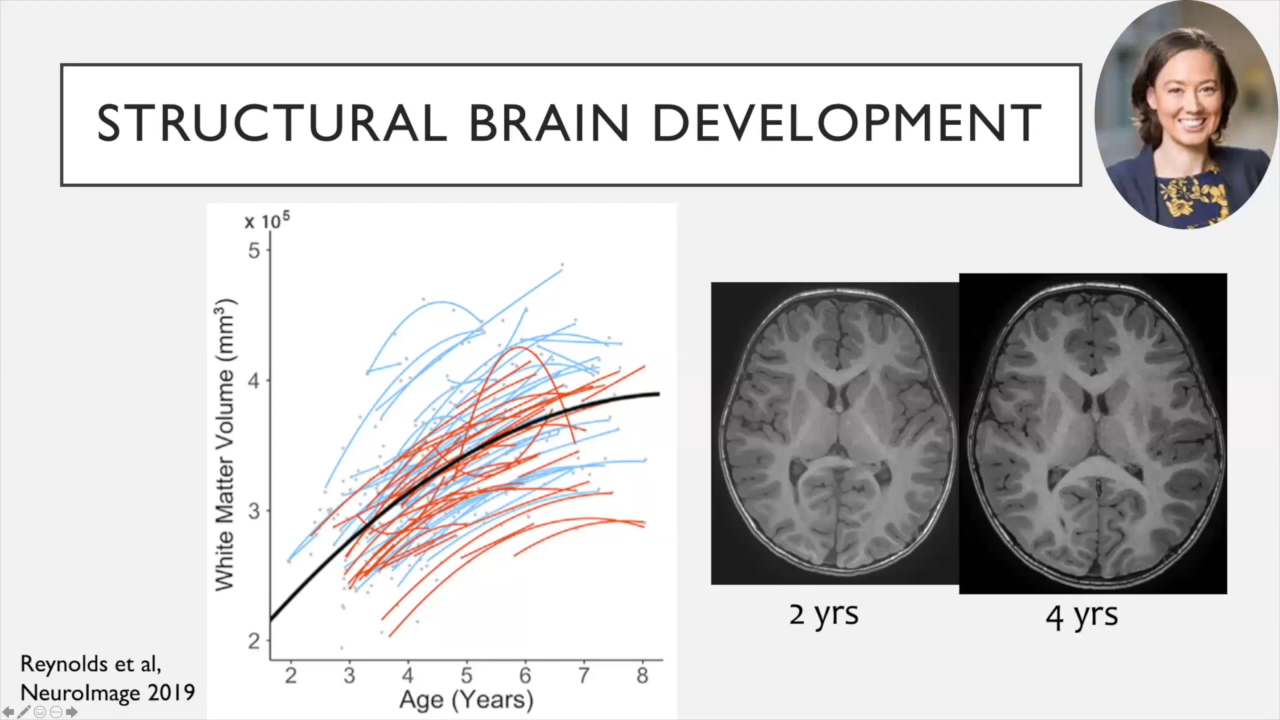 STRUCTURAL BRAIN DEVELOPMENT
x 10⁵
5
4
3
2
White Matter Volume (mm³)
2 3 4 5 6 7 8
Age (Years)
2 yrs
4 yrs
Reynolds et al,
NeuroImage 2019